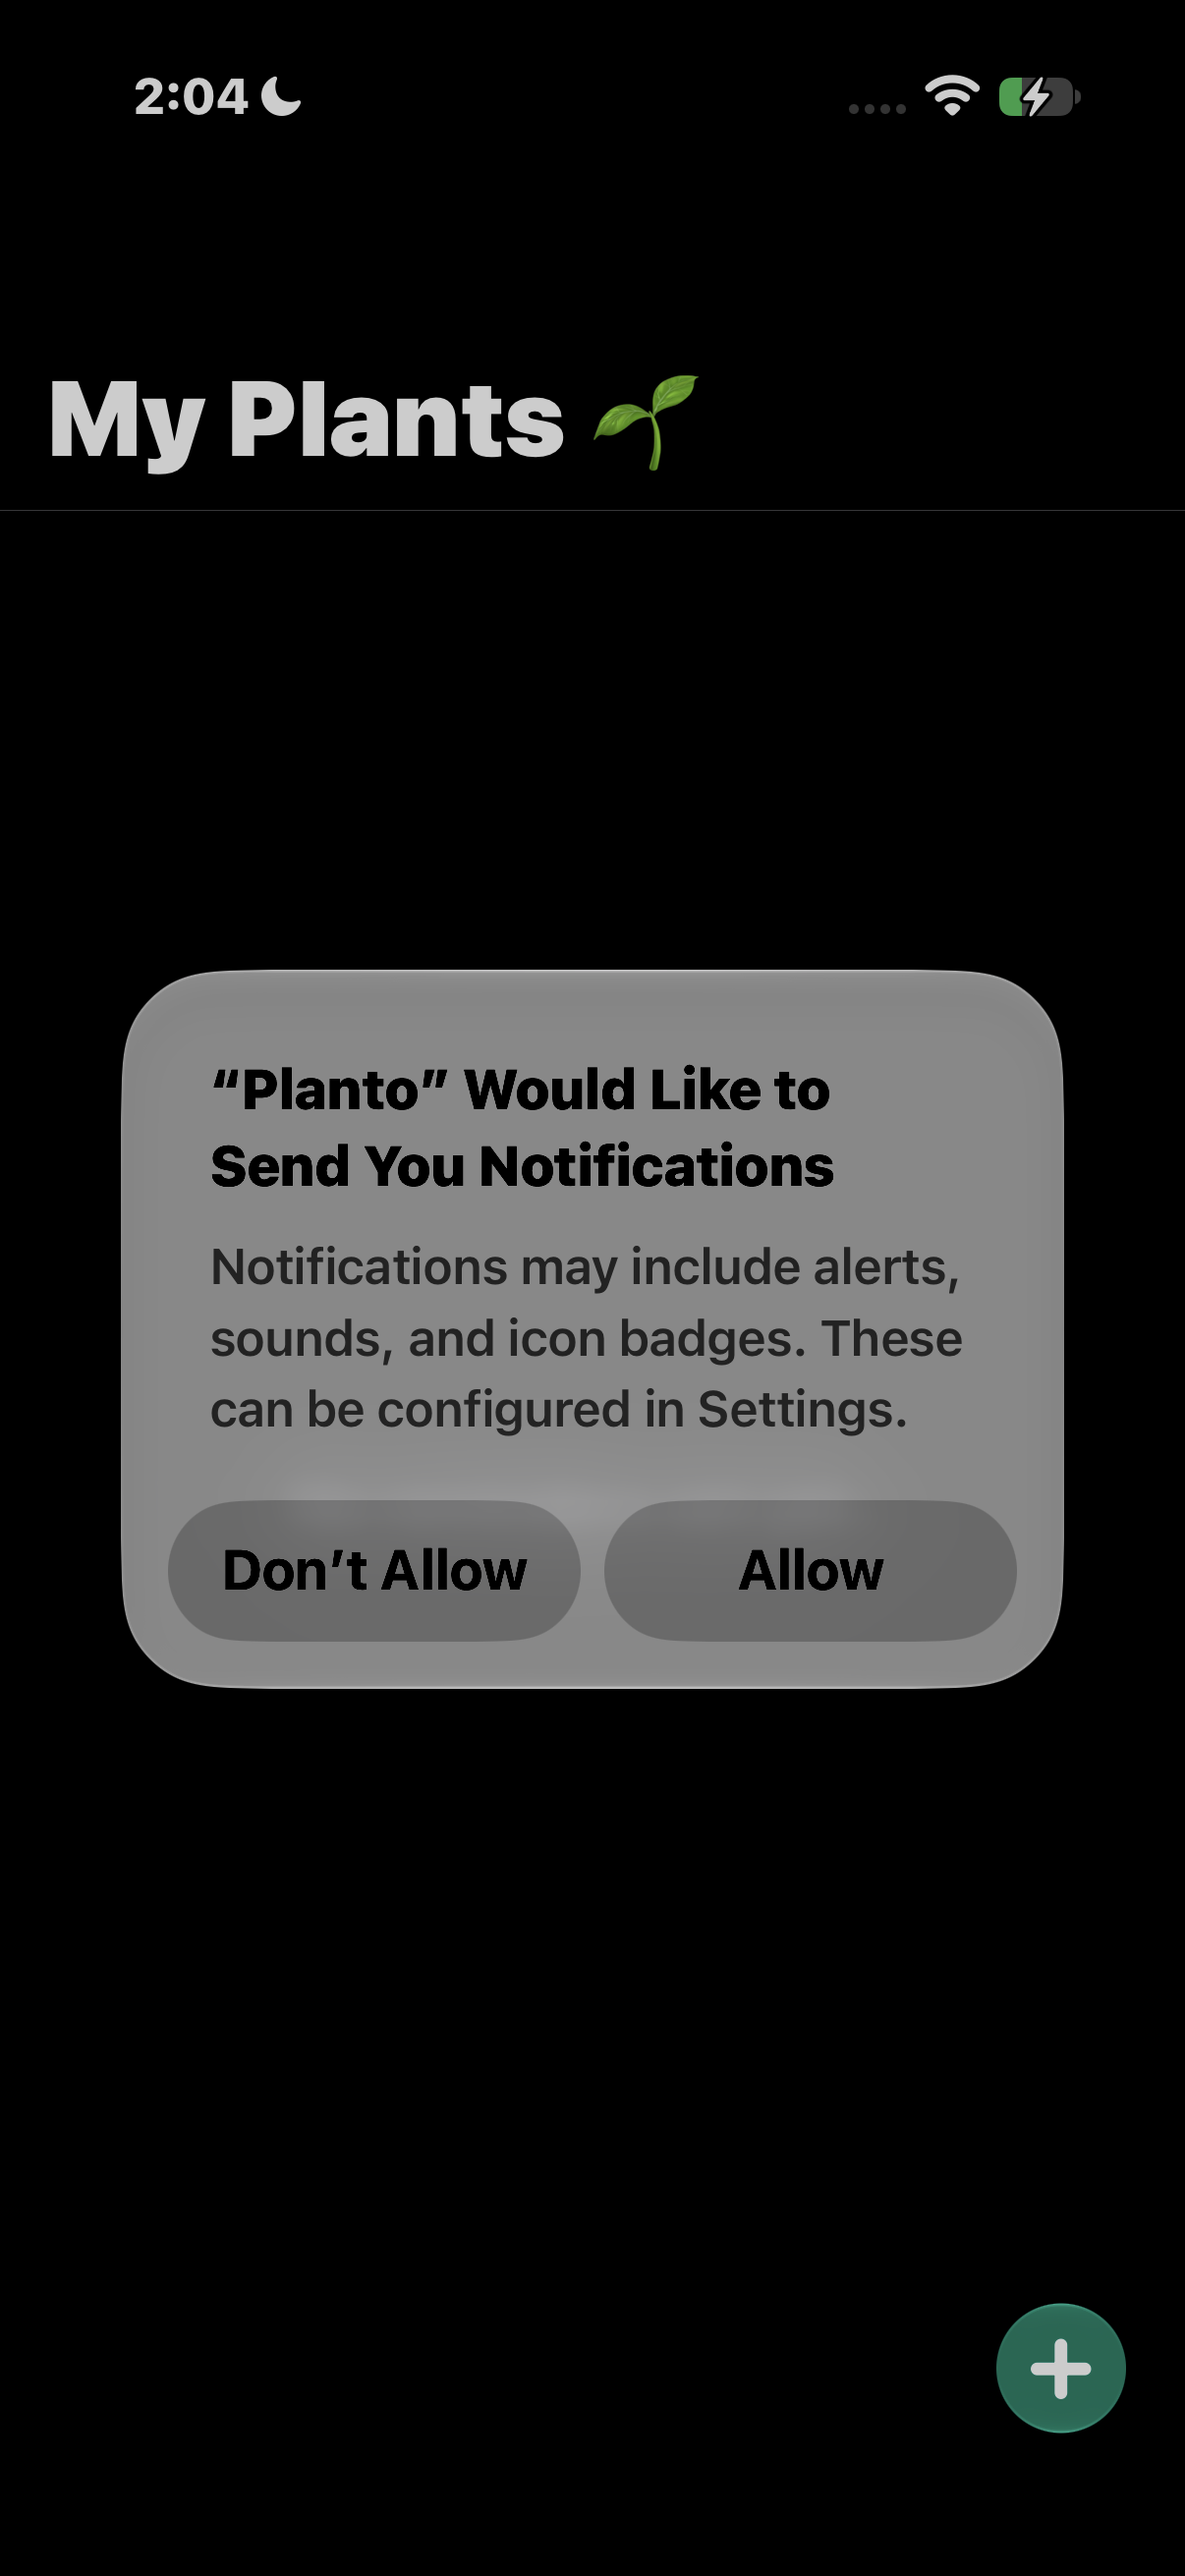 2:04
My Plants 🌱
“Planto” Would Like to
Send You Notifications
Notifications may include alerts,
sounds, and icon badges. These
can be configured in Settings.
Don’t Allow
Allow